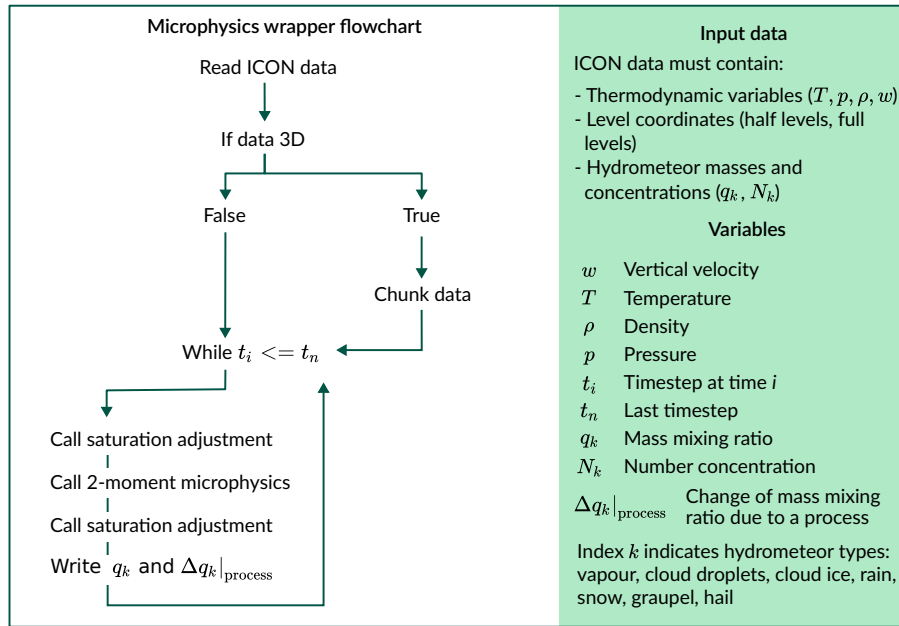 Microphysics wrapper flowchart
Read ICON data
If data 3D
False
True
Chunk data
While t_i <= t_n
Call saturation adjustment
Call 2-moment microphysics
Call saturation adjustment
Write q_k and Δq_k|_process
Input data
ICON data must contain:
- Thermodynamic variables (T, p, ρ, w)
- Level coordinates (half levels, full
levels)
- Hydrometeor masses and
concentrations (q_k, N_k)
Variables
w Vertical velocity
T Temperature
ρ Density
p Pressure
t_i Timestep at time i
t_n Last timestep
q_k Mass mixing ratio
N_k Number concentration
Δq_k|_process Change of mass mixing
ratio due to a process
Index k indicates hydrometeor types:
vapour, cloud droplets, cloud ice, rain,
snow, graupel, hail